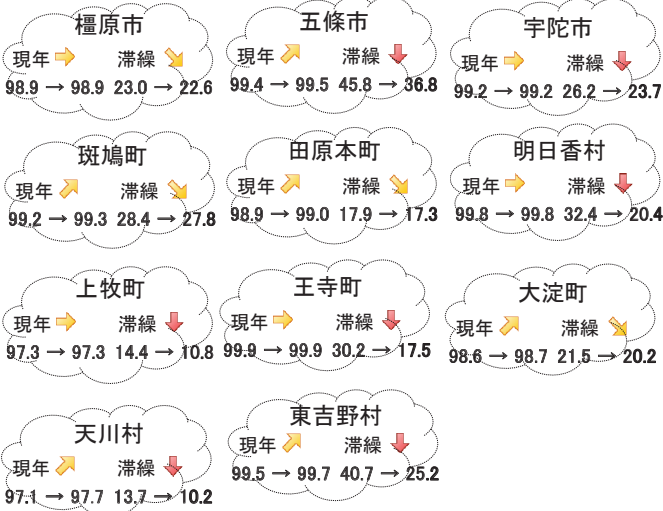 橿原市
現年 滞繰
98.9 → 98.9 23.0 → 22.6
五條市
現年 滞繰
99.4 → 99.5 45.8 → 36.8
宇陀市
現年 滞繰
99.2 → 99.2 26.2 → 23.7
斑鳩町
現年 滞繰
99.2 → 99.3 28.4 → 27.8
田原本町
現年 滞繰
98.9 → 99.0 17.9 → 17.3
明日香村
現年 滞繰
99.8 → 99.8 32.4 → 20.4
上牧町
現年 滞繰
97.3 → 97.3 14.4 → 10.8
王寺町
現年 滞繰
99.9 → 99.9 30.2 → 17.5
大淀町
現年 滞繰
98.6 → 98.7 21.5 → 20.2
天川村
現年 滞繰
97.1 → 97.7 13.7 → 10.2
東吉野村
現年 滞繰
99.5 → 99.7 40.7 → 25.2